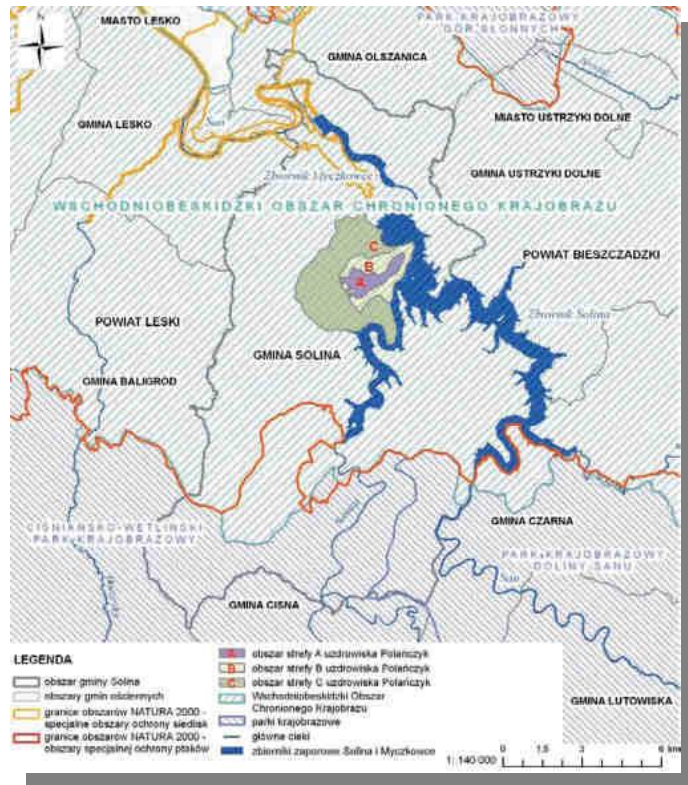 N
MIASTO LESKO
PARK KRAJOBRAZOWY
GÓR SŁONNYCH
GMINA OLSZANICA
MIASTO USTRZYKI DOLNE
GMINA LESKO
San
GMINA USTRZYKI DOLNE
Zbiornik Myczkowce
WSCHODNIOBESKIDZKI OBSZAR CHRONIONEGO KRAJOBRAZU
C
B
A
POWIAT BIESZCZADZKI
POWIAT LESKI
Zbiornik Solina
GMINA SOLINA
GMINA BALIGRÓD
CIŚNIAŃSKO-WETLIŃSKI
PARK KRAJOBRAZOWY
GMINA CZARNA
PARK KRAJOBRAZOWY
DOLINY SANU
San
GMINA CISNA
GMINA LUTOWISKA
LEGENDA
obszar gminy Solina
obszary gmin ościennych
granice obszarów NATURA 2000 -
specjalne obszary ochrony siedlisk
granice obszarów NATURA 2000 -
obszary specjalnej ochrony ptaków
A obszar strefy A uzdrowiska Polańczyk
B obszar strefy B uzdrowiska Polańczyk
C obszar strefy C uzdrowiska Polańczyk
Wschodniobeskidzki Obszar
Chronionego Krajobrazu
parki krajobrazowe
główne cieki
zbiorniki zaporowe Solina i Myczkowce
1:140 000
0 1,5 3 6 km